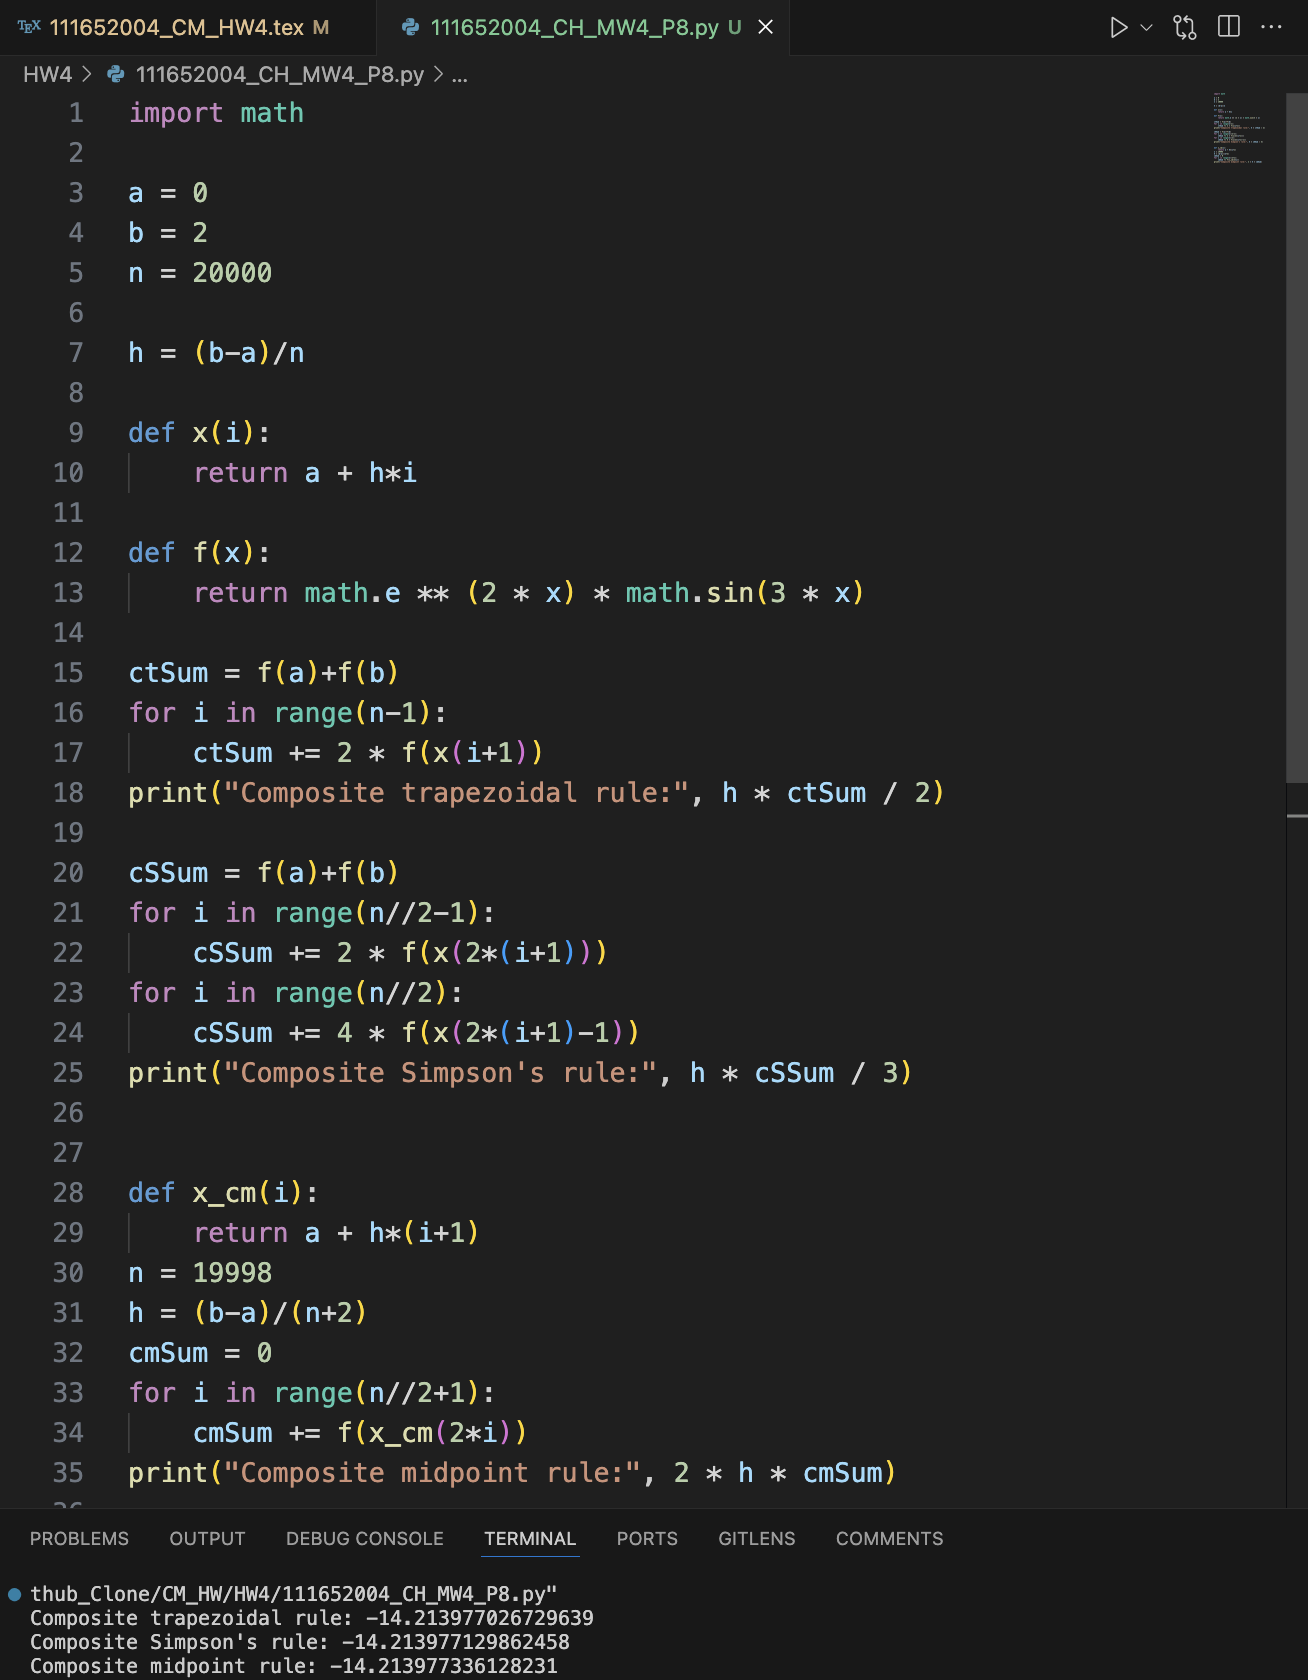 TEX 111652004_CM_HW4.tex M 111652004_CH_MW4_P8.py U
HW4 > 111652004_CH_MW4_P8.py > ...
1 import math
2
3 a = 0
4 b = 2
5 n = 20000
6
7 h = (b-a)/n
8
9 def x(i):
10 return a + h*i
11
12 def f(x):
13 return math.e ** (2 * x) * math.sin(3 * x)
14
15 ctSum = f(a)+f(b)
16 for i in range(n-1):
17 ctSum += 2 * f(x(i+1))
18 print("Composite trapezoidal rule:", h * ctSum / 2)
19
20 cSSum = f(a)+f(b)
21 for i in range(n//2-1):
22 cSSum += 2 * f(x(2*(i+1)))
23 for i in range(n//2):
24 cSSum += 4 * f(x(2*(i+1)-1))
25 print("Composite Simpson's rule:", h * cSSum / 3)
26
27
28 def x_cm(i):
29 return a + h*(i+1)
30 n = 19998
31 h = (b-a)/(n+2)
32 cmSum = 0
33 for i in range(n//2+1):
34 cmSum += f(x_cm(2*i))
35 print("Composite midpoint rule:", 2 * h * cmSum)
PROBLEMS OUTPUT DEBUG CONSOLE TERMINAL PORTS GITLENS COMMENTS
thub_Clone/CM_HW/HW4/111652004_CH_MW4_P8.py"
Composite trapezoidal rule: -14.213977026729639
Composite Simpson's rule: -14.213977129862458
Composite midpoint rule: -14.213977336128231